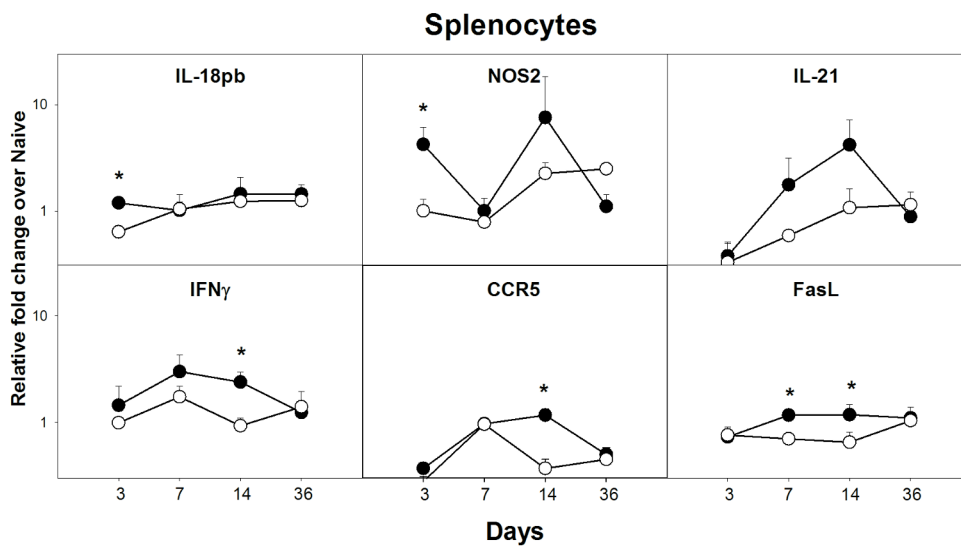 Splenocytes
IL-18pb
NOS2
IL-21
10
*
*
1
Relative fold change over Naive
IFNγ
CCR5
FasL
10
*
*
*
*
1
3 7 14 36
3 7 14 36
3 7 14 36
Days